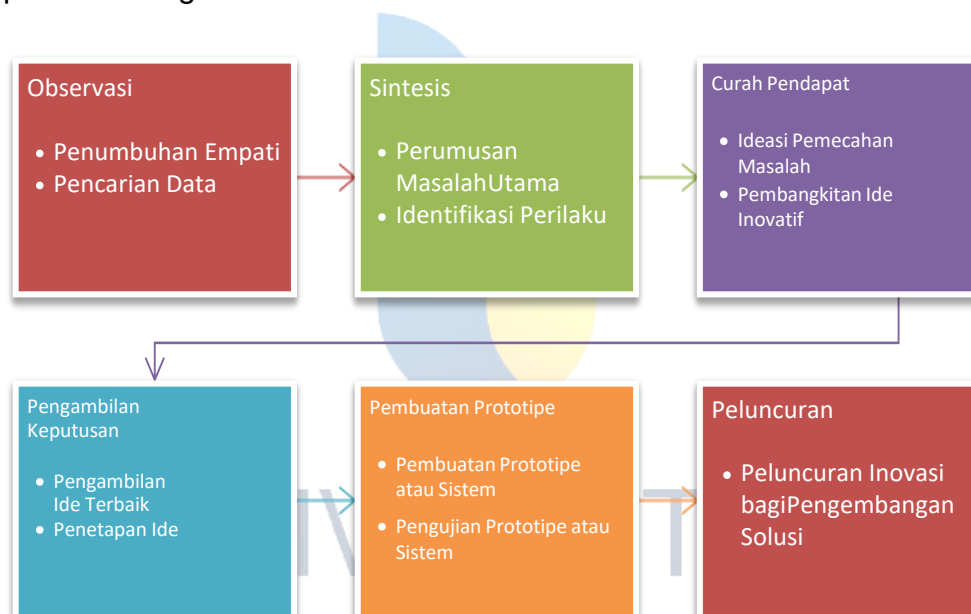 Observasi
• Penumbuhan Empati
• Pencarian Data
Sintesis
• Perumusan
MasalahUtama
• Identifikasi Perilaku
Curah Pendapat
• Ideasi Pemecahan
Masalah
• Pembangkitan Ide
Inovatif
Pengambilan
Keputusan
• Pengambilan
Ide Terbaik
• Penetapan Ide
Pembuatan Prototipe
• Pembuatan Prototipe
atau Sistem
• Pengujian Prototipe atau
Sistem
Peluncuran
• Peluncuran Inovasi
bagiPengembangan
Solusi